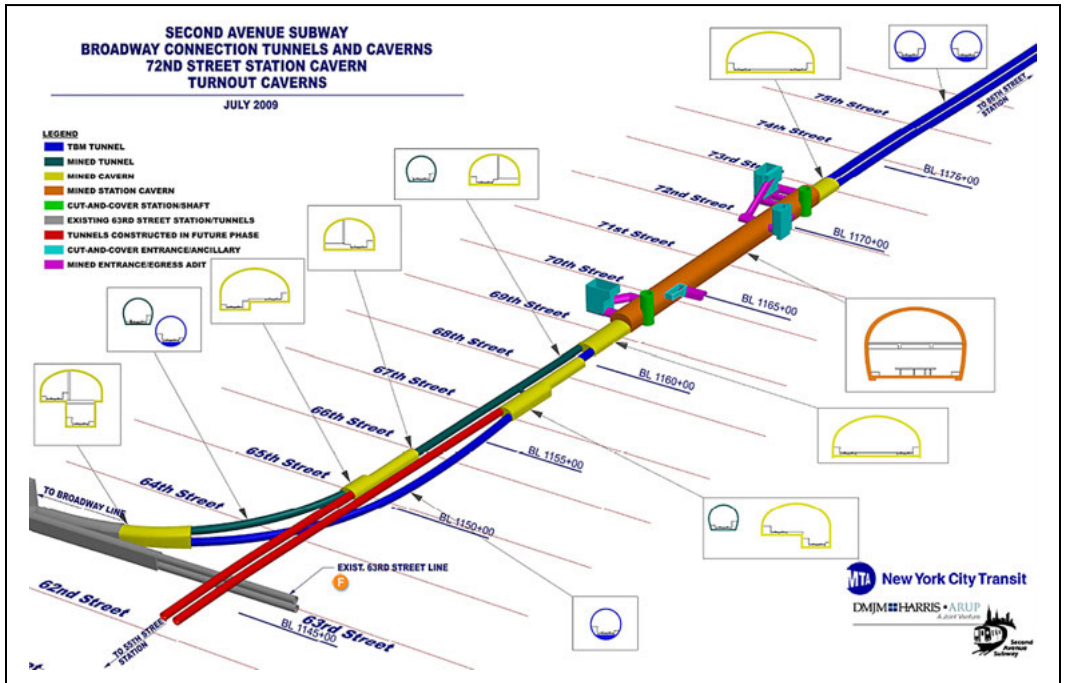 SECOND AVENUE SUBWAY
BROADWAY CONNECTION TUNNELS AND CAVERNS
72ND STREET STATION CAVERN
TURNOUT CAVERNS
JULY 2009
LEGEND
TBM TUNNEL
MINED TUNNEL
MINED CAVERN
MINED STATION CAVERN
CUT-AND-COVER STATION/SHAFT
EXISTING 63RD STREET STATION/TUNNELS
TUNNELS CONSTRUCTED IN FUTURE PHASE
CUT-AND-COVER ENTRANCE/ANCILLARY
MINED ENTRANCE/EGRESS ADIT
TO 86TH STREET
STATION
75th Street
74th Street
73rd
72nd Street
71st Street
70th Street
69th Street
68th Street
67th Street
66th Street
65th Street
64th Street
63rd Street
62nd Street
BL 1176+00
BL 1170+00
BL 1165+00
BL 1160+00
BL 1155+00
BL 1150+00
BL 1145+00
TO BROADWAY LINE
EXIST. 63RD STREET LINE
F
TO 55TH STREE
STATION
MTA New York City Transit
DMJM HARRIS • ARUP
A Joint Venture
Second
Avenue
Subway